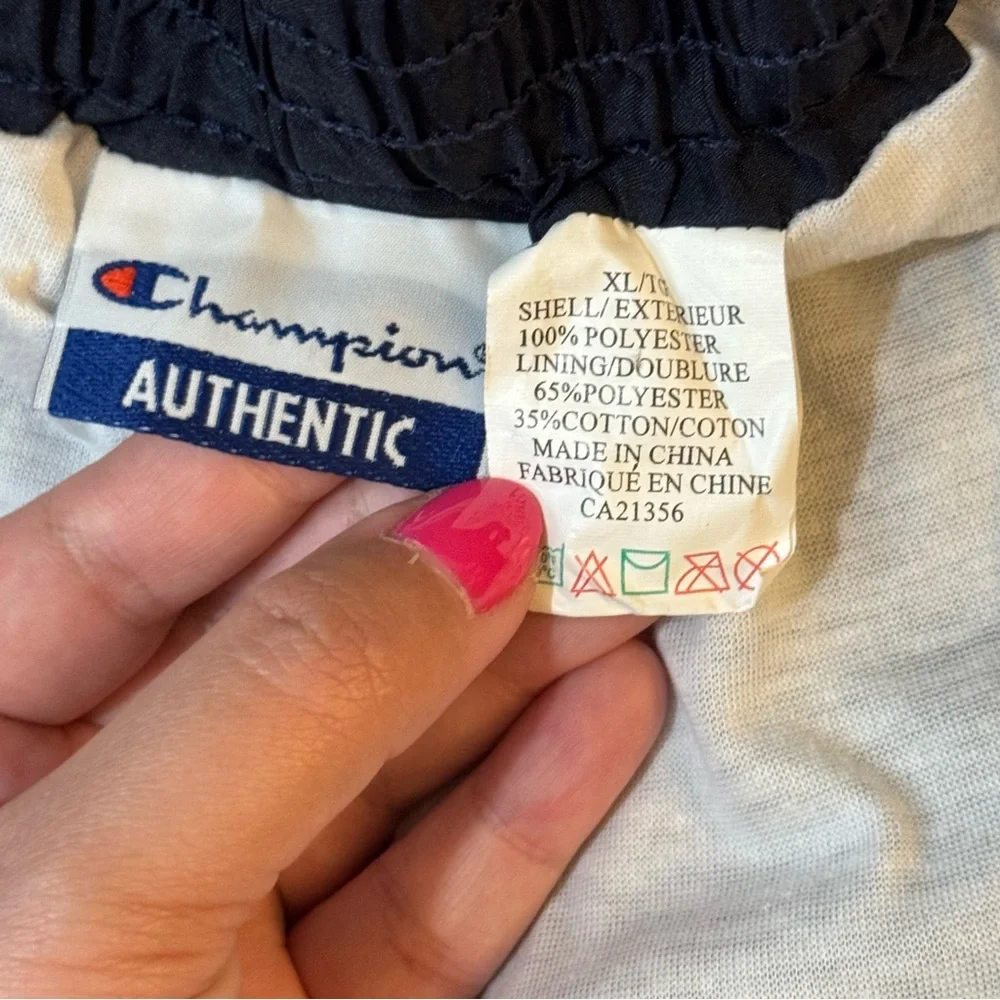 Champion
AUTHENTIC
XL/TG
SHELL/ EXTERIEUR
100% POLYESTER
LINING/DOUBLURE
65%POLYESTER
35%COTTON/COTON
MADE IN CHINA
FABRIQUÉ EN CHINE
CA21356